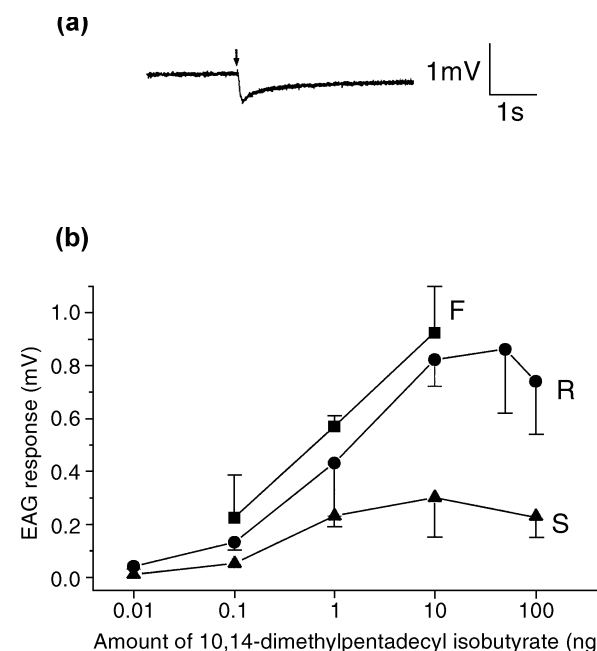 (a)
1mV
1s
(b)
F
R
S
1.0
0.8
0.6
0.4
0.2
0.0
EAG response (mV)
0.01 0.1 1 10 100
Amount of 10,14-dimethylpentadecyl isobutyrate (ng